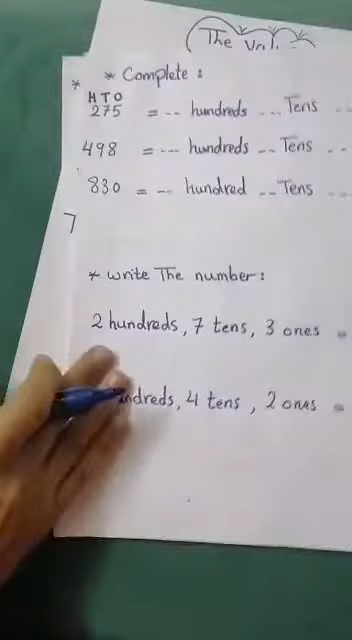 The
* * Complete :
H T O
275 = -- hundreds ... Tens ..
498 = --- hundreds -- Tens --
830 = -- hundred -- Tens --
7
* write The number :
2 hundreds, 7 tens, 3 ones =
4 tens , 2 ones =